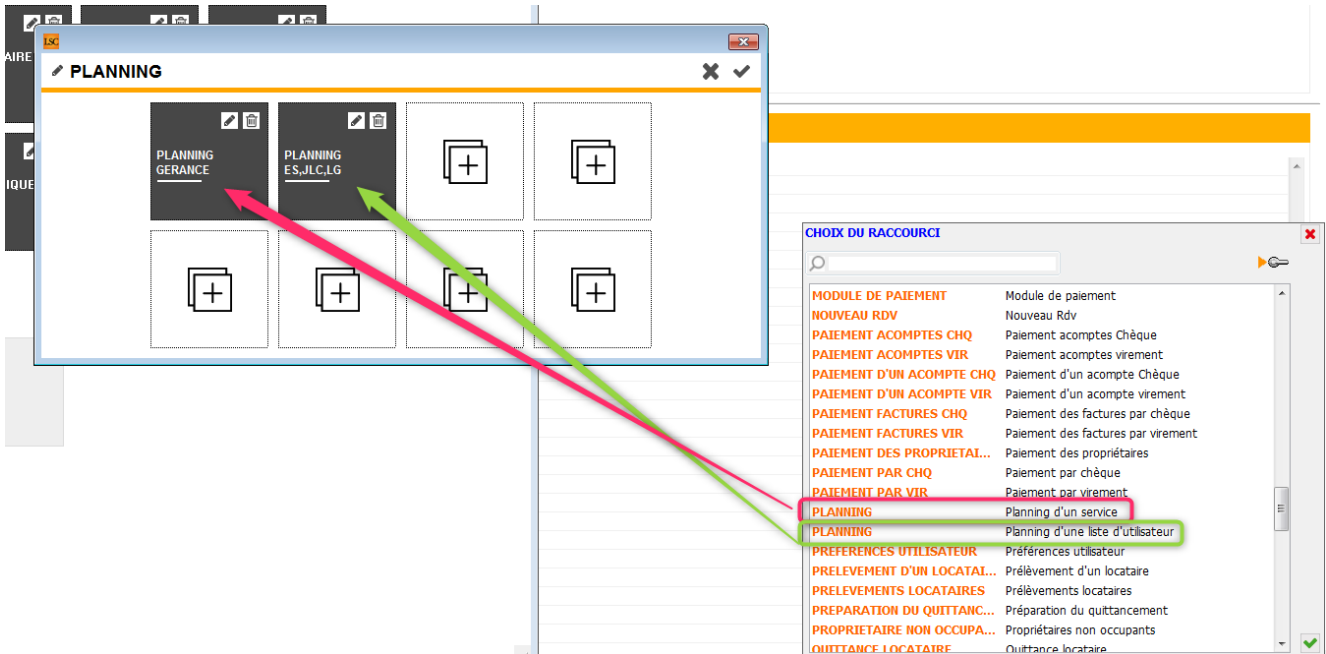 AIRE
IQUE
LSC
PLANNING
PLANNING
GERANCE
PLANNING
ES,JLC,LG
CHOIX DU RACCOURCI
MODULE DE PAIEMENT Module de paiement
NOUVEAU RDV Nouveau Rdv
PAIEMENT ACOMPTES CHQ Paiement acomptes Chèque
PAIEMENT ACOMPTES VIR Paiement acomptes virement
PAIEMENT D'UN ACOMPTE CHQ Paiement d'un acompte Chèque
PAIEMENT D'UN ACOMPTE VIR Paiement d'un acompte virement
PAIEMENT FACTURES CHQ Paiement des factures par chèque
PAIEMENT FACTURES VIR Paiement des factures par virement
PAIEMENT DES PROPRIETAI... Paiement des propriétaires
PAIEMENT PAR CHQ Paiement par chèque
PAIEMENT PAR VIR Paiement par virement
PLANNING Planning d'un service
PLANNING Planning d'une liste d'utilisateur
PREFERENCES UTILISATEUR Préférences utilisateur
PRELEVEMENT D'UN LOCATAI... Prélèvement d'un locataire
PRELEVEMENTS LOCATAIRES Prélèvements locataires
PREPARATION DU QUITTANC... Préparation du quittancement
PROPRIETAIRE NON OCCUPA... Propriétaires non occupants
QUITTANCE LOCATAIRE Quittance locataire